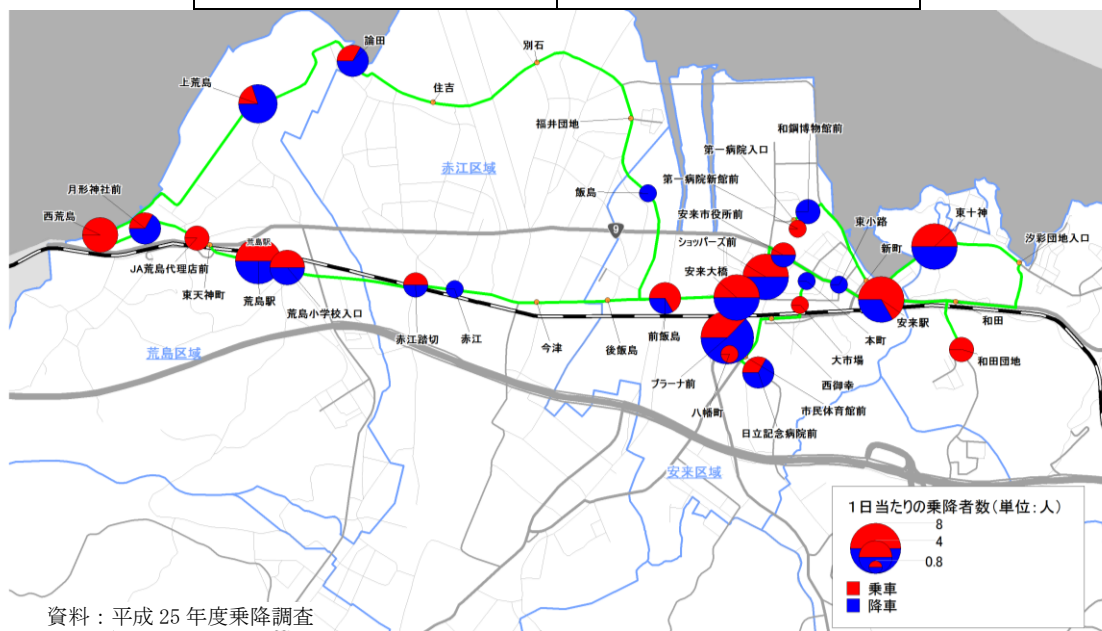 論田
別石
上荒島
住吉
福井団地
和鋼博物館前
第一病院入口
赤江区域
月形神社前
第一病院新館前
飯島
西荒島
安来市役所前
東小路
東十神
9
ショッパーズ前
新町
汐彩団地入口
荒島駅
JA荒島代理店前
安来大橋
東天神町
荒島駅
荒島小学校入口
安来駅
和田
赤江踏切
赤江
本町
荒島区域
今津
後飯島
前飯島
大市場
和田団地
プラーナ前
西御幸
八幡町
市民体育館前
日立記念病院前
安来区域
1日当たりの乗降者数(単位:人)
8
4
0.8
乗車
降車
資料：平成 25 年度乗降調査